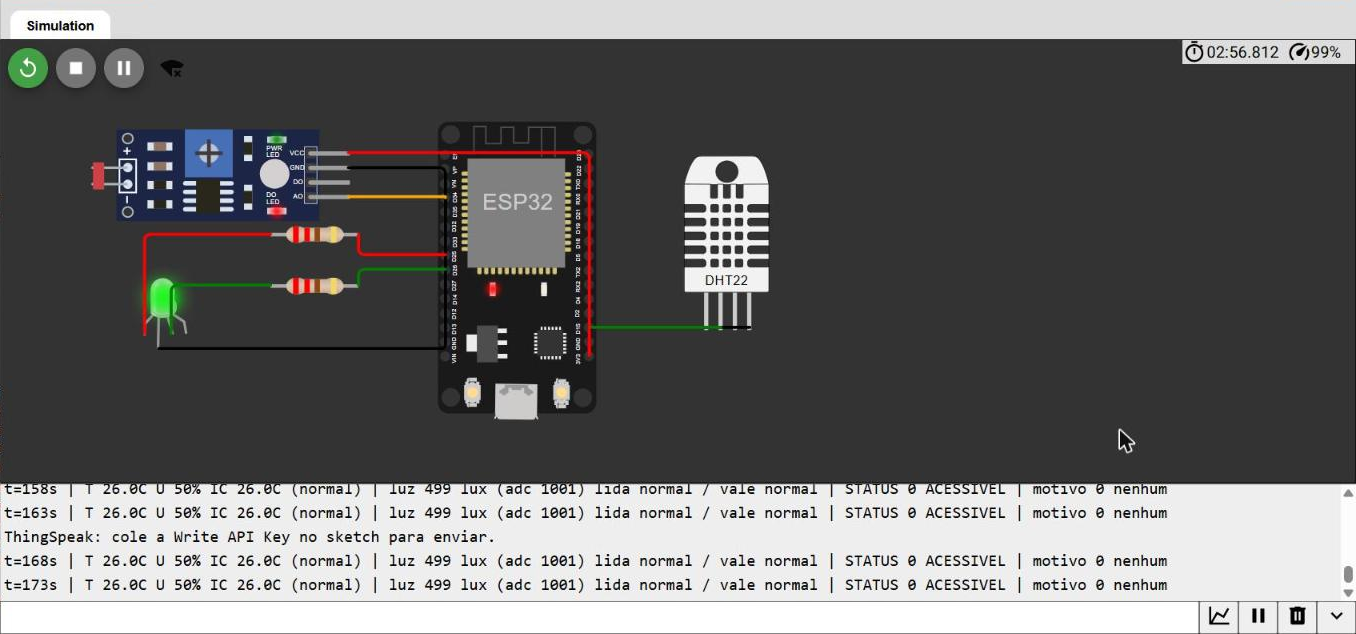 Simulation
02:56.812 99%
PWR
LED
VCC
GND
DO
AO
DO
LED
ESP32
DHT22
VIN
3V3
GND
D15
t=158s | T 26.0C U 50% IC 26.0C (normal) | luz 499 lux (adc 1001) lida normal / vale normal | STATUS 0 ACESSIVEL | motivo 0 nenhum
t=163s | T 26.0C U 50% IC 26.0C (normal) | luz 499 lux (adc 1001) lida normal / vale normal | STATUS 0 ACESSIVEL | motivo 0 nenhum
ThingSpeak: cole a Write API Key no sketch para enviar.
t=168s | T 26.0C U 50% IC 26.0C (normal) | luz 499 lux (adc 1001) lida normal / vale normal | STATUS 0 ACESSIVEL | motivo 0 nenhum
t=173s | T 26.0C U 50% IC 26.0C (normal) | luz 499 lux (adc 1001) lida normal / vale normal | STATUS 0 ACESSIVEL | motivo 0 nenhum